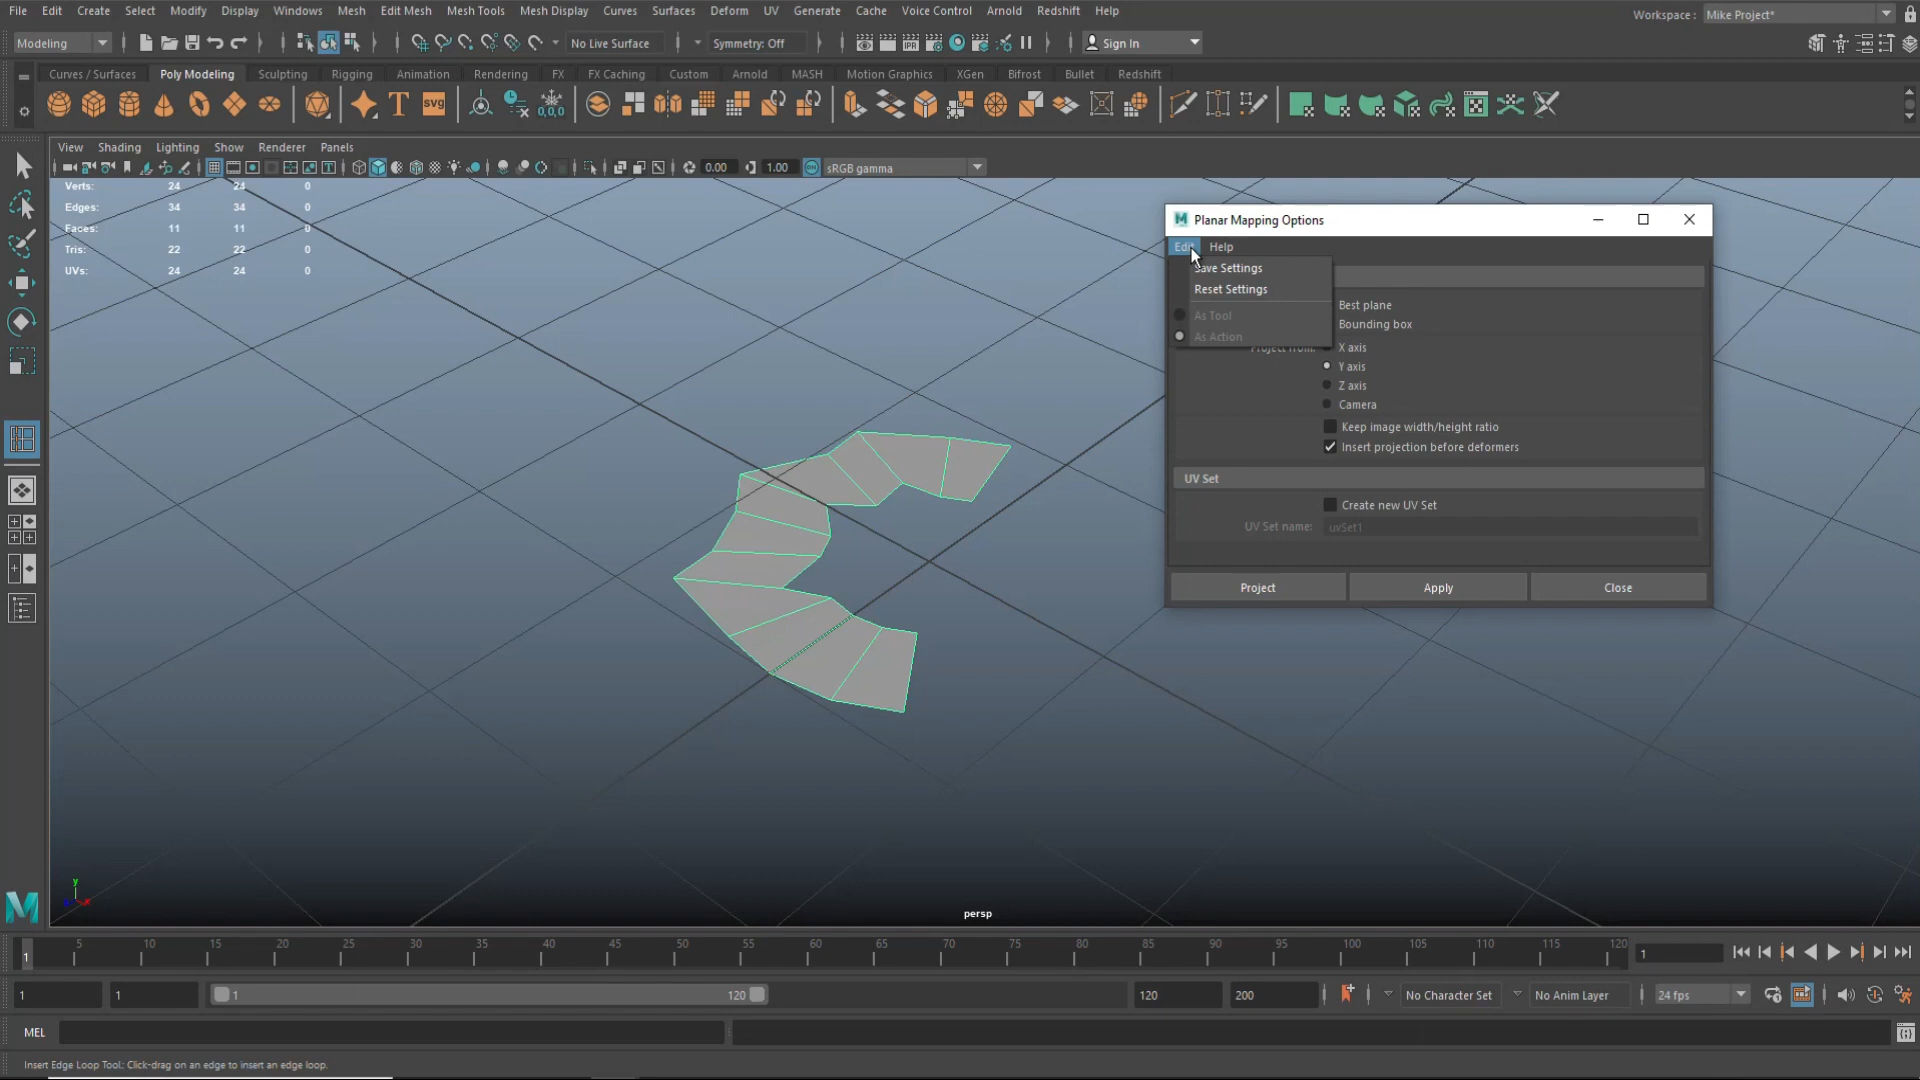 File Edit Create Select Modify Display Windows Mesh Edit Mesh Mesh Tools Mesh Display Curves Surfaces Deform UV Generate Cache Voice Control Arnold Redshift Help
Workspace : Mike Project*
Modeling No Live Surface Symmetry: Off Sign In
Curves / Surfaces Poly Modeling Sculpting Rigging Animation Rendering FX FX Caching Custom Arnold MASH Motion Graphics XGen Bifrost Bullet Redshift
T SVG 0,0,0 IPR
View Shading Lighting Show Renderer Panels
0.00 1.00 ON sRGB gamma
Verts: 24 24 0
Edges: 34 34 0
Faces: 11 11 0
Tris: 22 22 0
UVs: 24 24 0
Planar Mapping Options
Edit Help
Save Settings
Reset Settings
As Tool
As Action
Best plane
Bounding box
Project from: X axis
Y axis
Z axis
Camera
Keep image width/height ratio
Insert projection before deformers
UV Set
Create new UV Set
UV Set name: uvSet1
Project Apply Close
y
x
persp
1 5 10 15 20 25 30 35 40 45 50 55 60 65 70 75 80 85 90 95 100 105 110 115 120 1
1 1 1 120 120 200 No Character Set No Anim Layer 24 fps
MEL
Insert Edge Loop Tool: Click-drag on an edge to insert an edge loop.